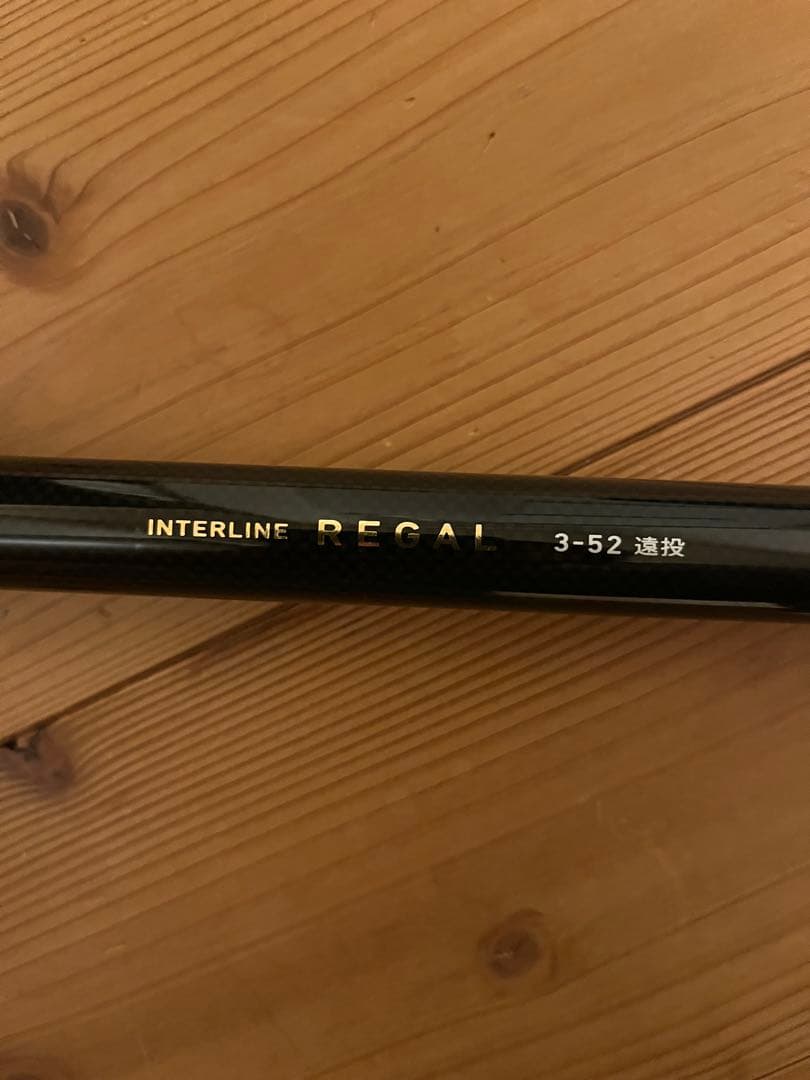 INTERLINE REGAL 3-52 遠投